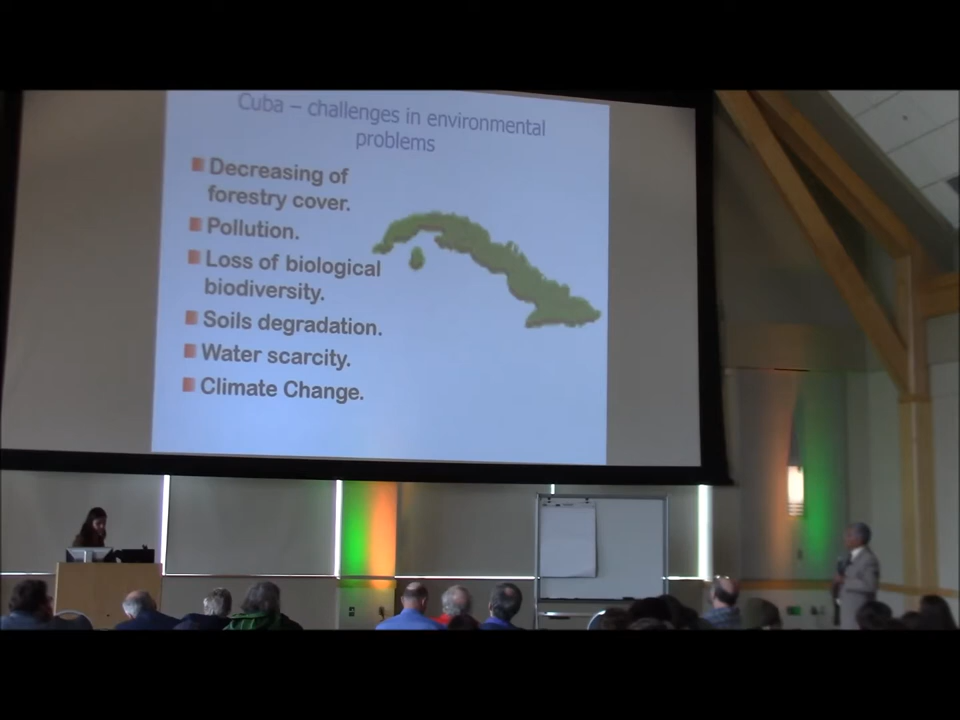 Cuba – challenges in environmental
problems
Decreasing of
forestry cover.
Pollution.
Loss of biological
biodiversity.
Soils degradation.
Water scarcity.
Climate Change.